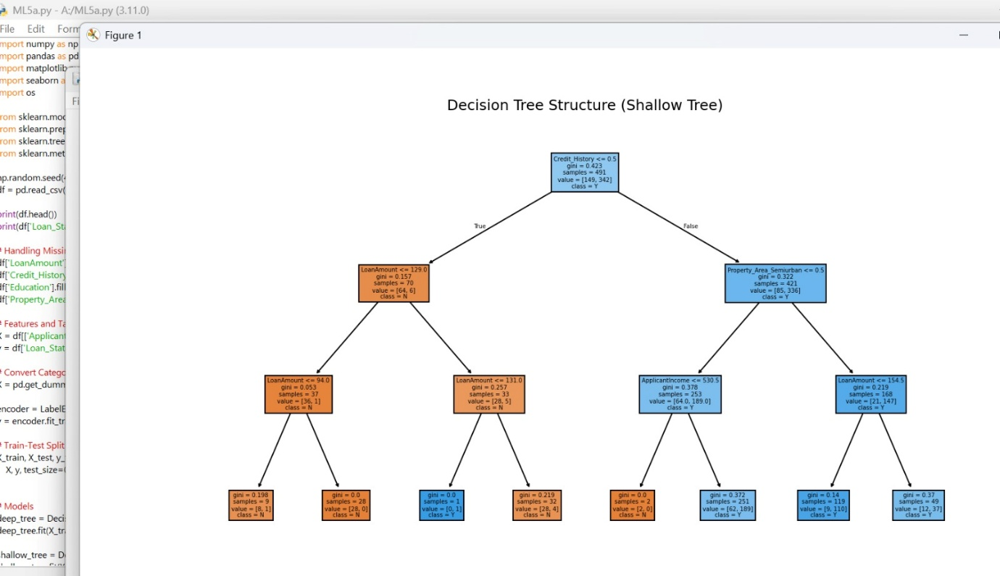 ML5a.py - A:/ML5a.py (3.11.0)
File Edit Form
Figure 1
mport numpy as np
mport pandas as pd
mport matplotlib
mport seaborn a
mport os
Fi
rom sklearn.moc
rom sklearn.prep
rom sklearn.tree
rom sklearn.met
np.random.seed(4
df = pd.read_csv(
print(df.head())
print(df['Loan_Sta
# Handling Missi
df['LoanAmount'
df['Credit_History
df['Education'].fill
df['Property_Area
# Features and Ta
X = df[['Applicant
y = df['Loan_Stat
# Convert Catego
X = pd.get_dumm
encoder = LabelE
y = encoder.fit_tr
# Train-Test Split
X_train, X_test, y_
X, y, test_size=0
# Models
deep_tree = Decis
deep_tree.fit(X_tra
shallow_tree = De
Decision Tree Structure (Shallow Tree)
Credit_History <= 0.5
gini = 0.423
samples = 491
value = [149, 342]
class = Y
True
False
LoanAmount <= 129.0
gini = 0.157
samples = 70
value = [64, 6]
class = N
Property_Area_Semiurban <= 0.5
gini = 0.322
samples = 421
value = [85, 336]
class = Y
LoanAmount <= 94.0
gini = 0.053
samples = 37
value = [36, 1]
class = N
LoanAmount <= 131.0
gini = 0.257
samples = 33
value = [28, 5]
class = N
ApplicantIncome <= 530.5
gini = 0.378
samples = 253
value = [64.0, 189.0]
class = Y
LoanAmount <= 154.5
gini = 0.219
samples = 168
value = [21, 147]
class = Y
gini = 0.198
samples = 9
value = [8, 1]
class = N
gini = 0.0
samples = 28
value = [28, 0]
class = N
gini = 0.0
samples = 1
value = [0, 1]
class = Y
gini = 0.219
samples = 32
value = [28, 4]
class = N
gini = 0.0
samples = 2
value = [2, 0]
class = N
gini = 0.372
samples = 251
value = [62, 189]
class = Y
gini = 0.14
samples = 119
value = [9, 110]
class = Y
gini = 0.37
samples = 49
value = [12, 37]
class = Y